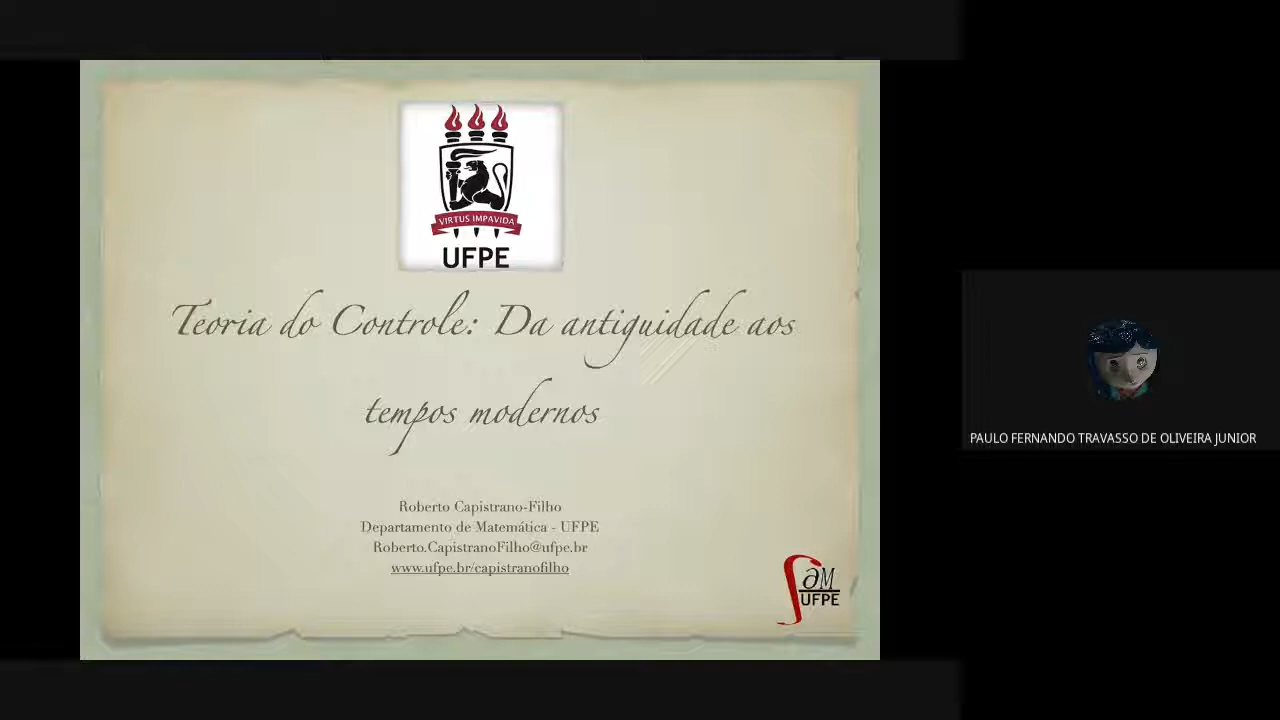 VIRTUS IMPAVIDA
UFPE
Teoria do Controle: Da antiguidade aos
tempos modernos
Roberto Capistrano-Filho
Departamento de Matemática - UFPE
Roberto.CapistranoFilho@ufpe.br
www.ufpe.br/capistranofilho
∂M
UFPE
PAULO FERNANDO TRAVASSO DE OLIVEIRA JUNIOR